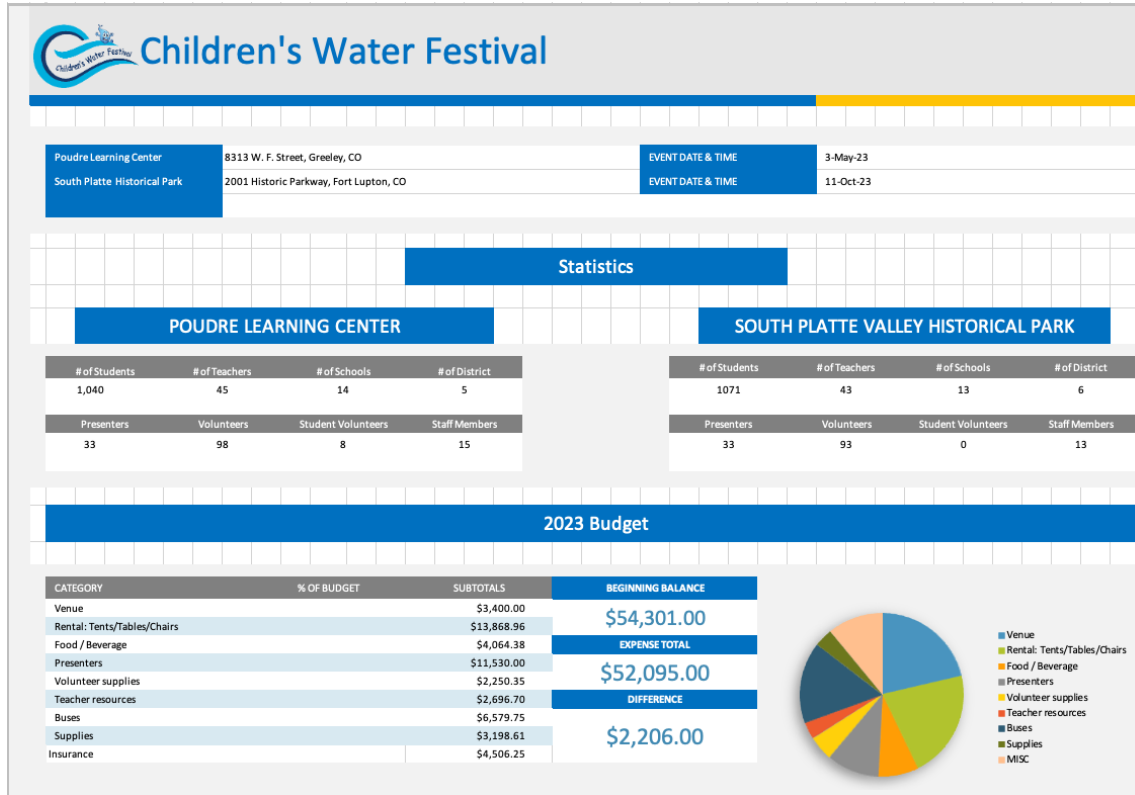 Children's Water Festival
Children's Water Festival
Poudre Learning Center 8313 W. F. Street, Greeley, CO EVENT DATE & TIME 3-May-23
South Platte Historical Park 2001 Historic Parkway, Fort Lupton, CO EVENT DATE & TIME 11-Oct-23
Statistics
POUDRE LEARNING CENTER SOUTH PLATTE VALLEY HISTORICAL PARK
# of Students # of Teachers # of Schools # of District # of Students # of Teachers # of Schools # of District
1,040 45 14 5 1071 43 13 6
Presenters Volunteers Student Volunteers Staff Members Presenters Volunteers Student Volunteers Staff Members
33 98 8 15 33 93 0 13
2023 Budget
CATEGORY % OF BUDGET SUBTOTALS BEGINNING BALANCE
Venue $3,400.00
$54,301.00
Rental: Tents/Tables/Chairs $13,868.96
Food / Beverage $4,064.38 EXPENSE TOTAL
Presenters $11,530.00
$52,095.00
Volunteer supplies $2,250.35
Teacher resources $2,696.70 DIFFERENCE
Buses $6,579.75
Supplies $3,198.61
$2,206.00
Insurance $4,506.25
Venue
Rental: Tents/Tables/Chairs
Food / Beverage
Presenters
Volunteer supplies
Teacher resources
Buses
Supplies
MISC